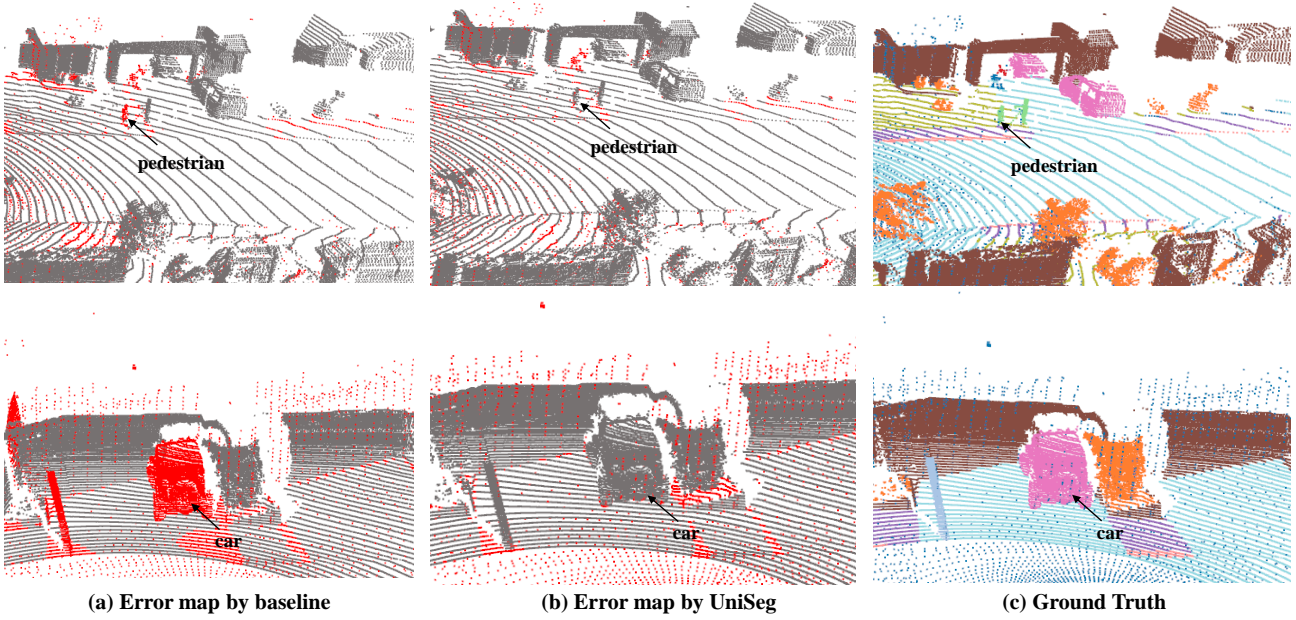 pedestrian
pedestrian
pedestrian
car
car
car
(a) Error map by baseline
(b) Error map by UniSeg
(c) Ground Truth